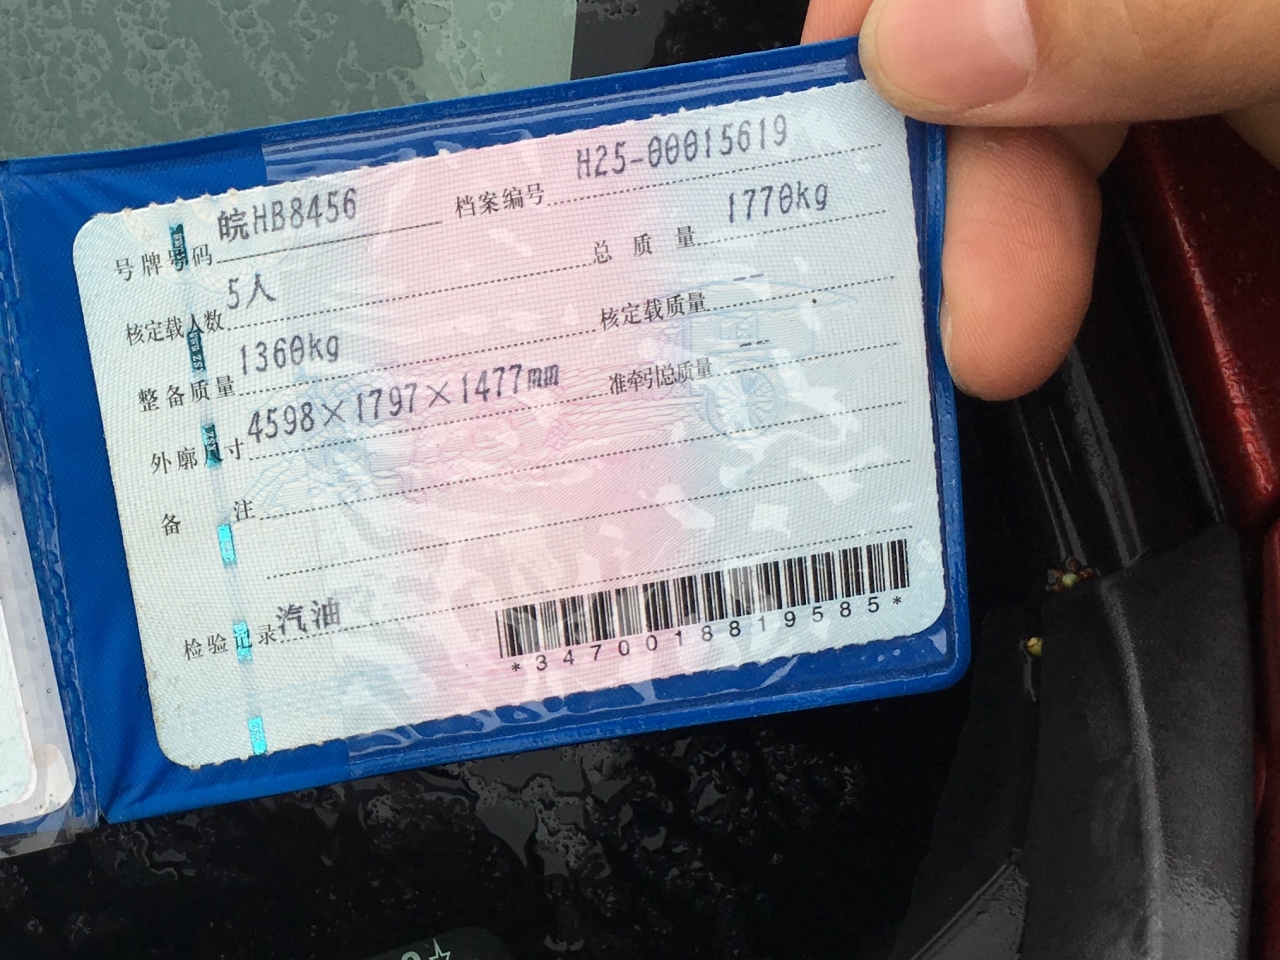 号牌号码 皖HB8456 档案编号 H25-00015619
核定载人数 5人 总质量 1770kg
整备质量 1360kg 核定载质量 --
外廓尺寸 4598×1797×1477mm 准牵引总质量 --
备注
检验记录 汽油
*3470018819585*